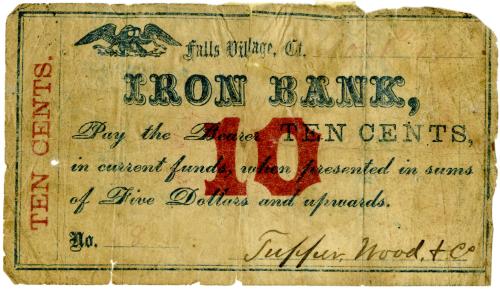 Falls Village, Ct.
IRON BANK,
Pay the Bearer TEN CENTS,
in current funds, when presented in sums
of Five Dollars and upwards.
No.
Tupper, Wood, & Co
TEN CENTS.
10